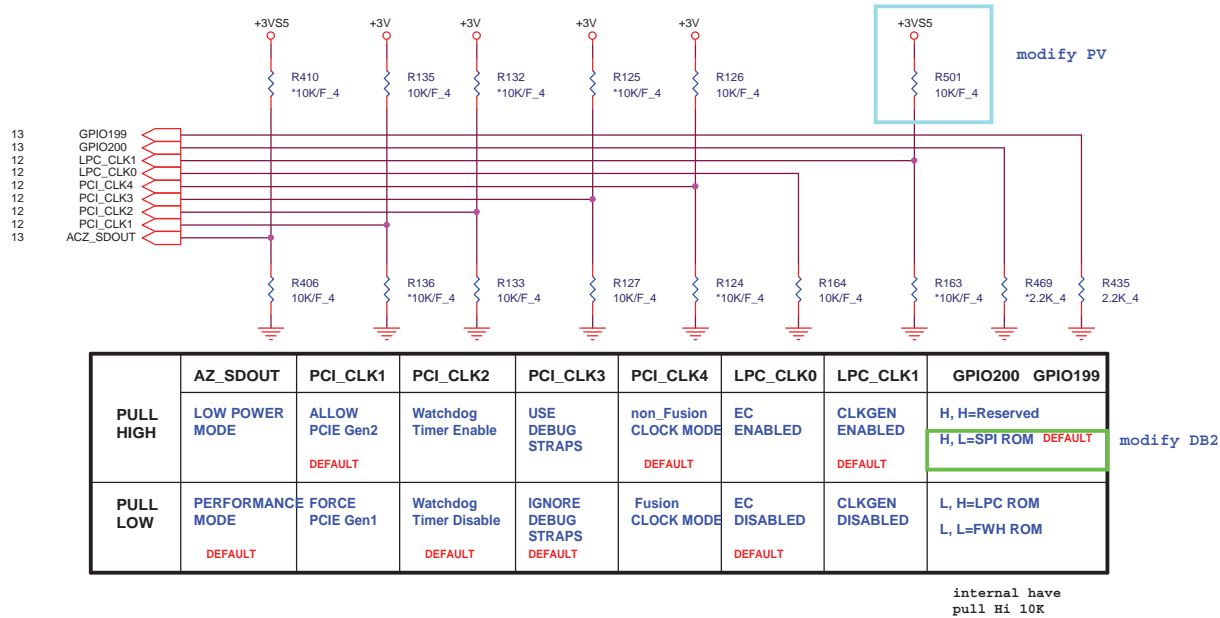 +3VS5 +3V +3V +3V +3V +3VS5
modify PV
R410 R135 R132 R125 R126 R501
*10K/F_4 10K/F_4 *10K/F_4 *10K/F_4 10K/F_4 10K/F_4
13 GPIO199
13 GPIO200
12 LPC_CLK1
12 LPC_CLK0
12 PCI_CLK4
12 PCI_CLK3
12 PCI_CLK2
12 PCI_CLK1
13 ACZ_SDOUT
R406 R136 R133 R127 R124 R164 R163 R469 R435
10K/F_4 *10K/F_4 10K/F_4 10K/F_4 *10K/F_4 10K/F_4 *10K/F_4 *2.2K_4 2.2K_4
AZ_SDOUT PCI_CLK1 PCI_CLK2 PCI_CLK3 PCI_CLK4 LPC_CLK0 LPC_CLK1 GPIO200 GPIO199
PULL HIGH
LOW POWER
MODE
ALLOW
PCIE Gen2
DEFAULT
Watchdog
Timer Enable
USE
DEBUG
STRAPS
non_Fusion
CLOCK MODE
DEFAULT
EC
ENABLED
CLKGEN
ENABLED
DEFAULT
H, H=Reserved
H, L=SPI ROM DEFAULT
modify DB2
PULL LOW
PERFORMANCE
MODE
DEFAULT
FORCE
PCIE Gen1
Watchdog
Timer Disable
DEFAULT
IGNORE
DEBUG
STRAPS
DEFAULT
Fusion
CLOCK MODE
EC
DISABLED
DEFAULT
CLKGEN
DISABLED
L, H=LPC ROM
L, L=FWH ROM
internal have
pull Hi 10K